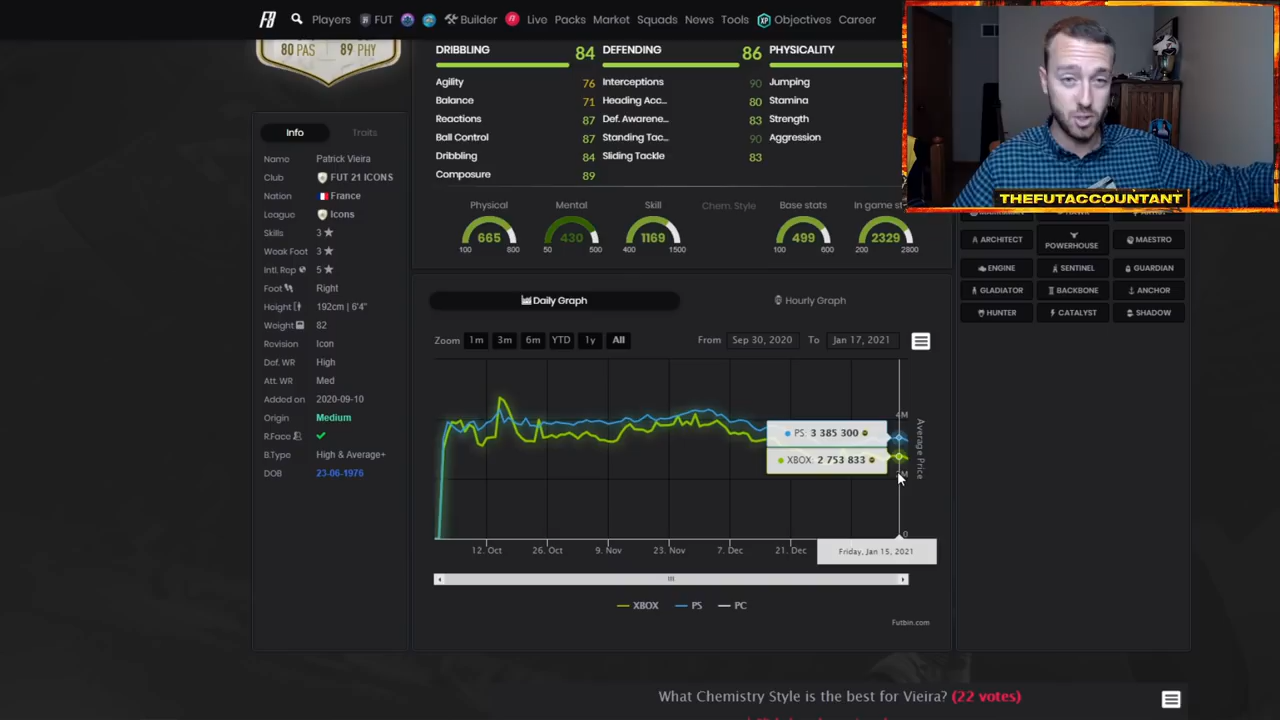 Players FUT Builder Live Packs Market Squads News Tools XP Objectives Career
80 PAS 89 PHY
DRIBBLING 84 DEFENDING 86 PHYSICALITY
Agility 76 Interceptions 90 Jumping
Balance 71 Heading Acc... 80 Stamina
Reactions 87 Def. Awarene... 83 Strength
Ball Control 87 Standing Tac... 90 Aggression
Dribbling 84 Sliding Tackle 83
Composure 89
THEFUTACCOUNTANT
Info Traits
Name Patrick Vieira
Club FUT 21 ICONS
Nation France
League Icons
Skills 3
Weak Foot 3
Intl. Rep 5
Foot Right
Height 192cm | 6'4"
Weight 82
Revision Icon
Def. WR High
Att. WR Med
Added on 2020-09-10
Origin Medium
R.Face
B.Type High & Average+
DOB 23-06-1976
Physical Mental Skill Chem. Style Base stats In game st
665 430 1169 499 2329
100 800 50 500 400 1500 100 600 200 2800
ARCHITECT POWERHOUSE MAESTRO
ENGINE SENTINEL GUARDIAN
GLADIATOR BACKBONE ANCHOR
HUNTER CATALYST SHADOW
Daily Graph Hourly Graph
Zoom 1m 3m 6m YTD 1y All From Sep 30, 2020 To Jan 17, 2021
4M
PS: 3 385 300
XBOX: 2 753 833
Average Price
0
12. Oct 26. Oct 9. Nov 23. Nov 7. Dec 21. Dec
Friday, Jan 15, 2021
XBOX PS PC
Futbin.com
What Chemistry Style is the best for Vieira? (22 votes)